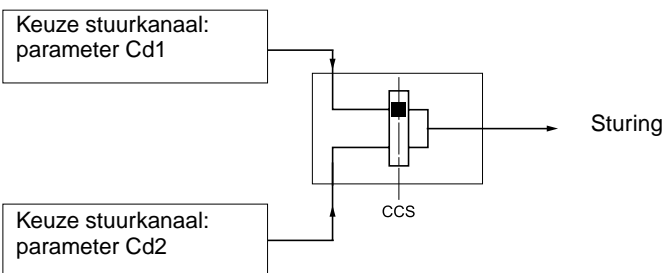 Keuze stuurkanaal:
parameter Cd1
Sturing
CCS
Keuze stuurkanaal:
parameter Cd2